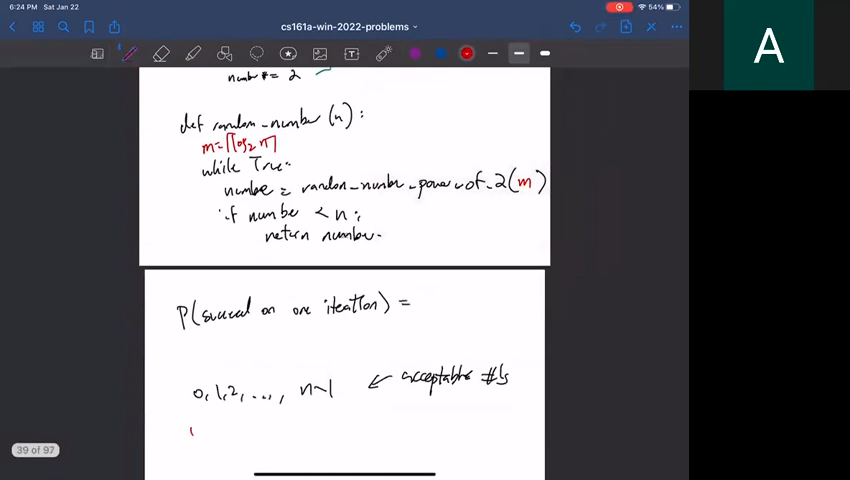 6:24 PM Sat Jan 22
54%
cs161a-win-2022-problems
number *= 2
def random_number (n) :
m = ⌈log₂ n⌉
while True:
number = random_number_power_of_2(m)
if number < n :
return number
P(succeed on one iteration) =
0, 1, 2, ..., n-1 ← acceptable #'s
39 of 97
A